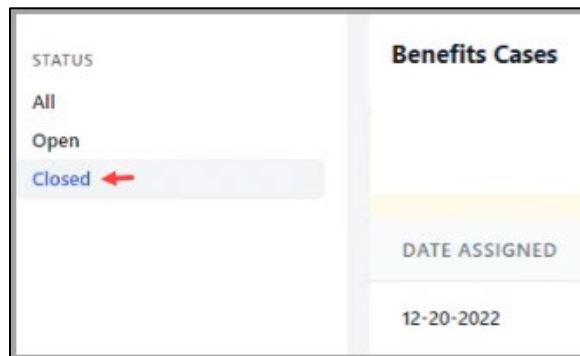 STATUS
All
Open
Closed
Benefits Cases
DATE ASSIGNED
12-20-2022